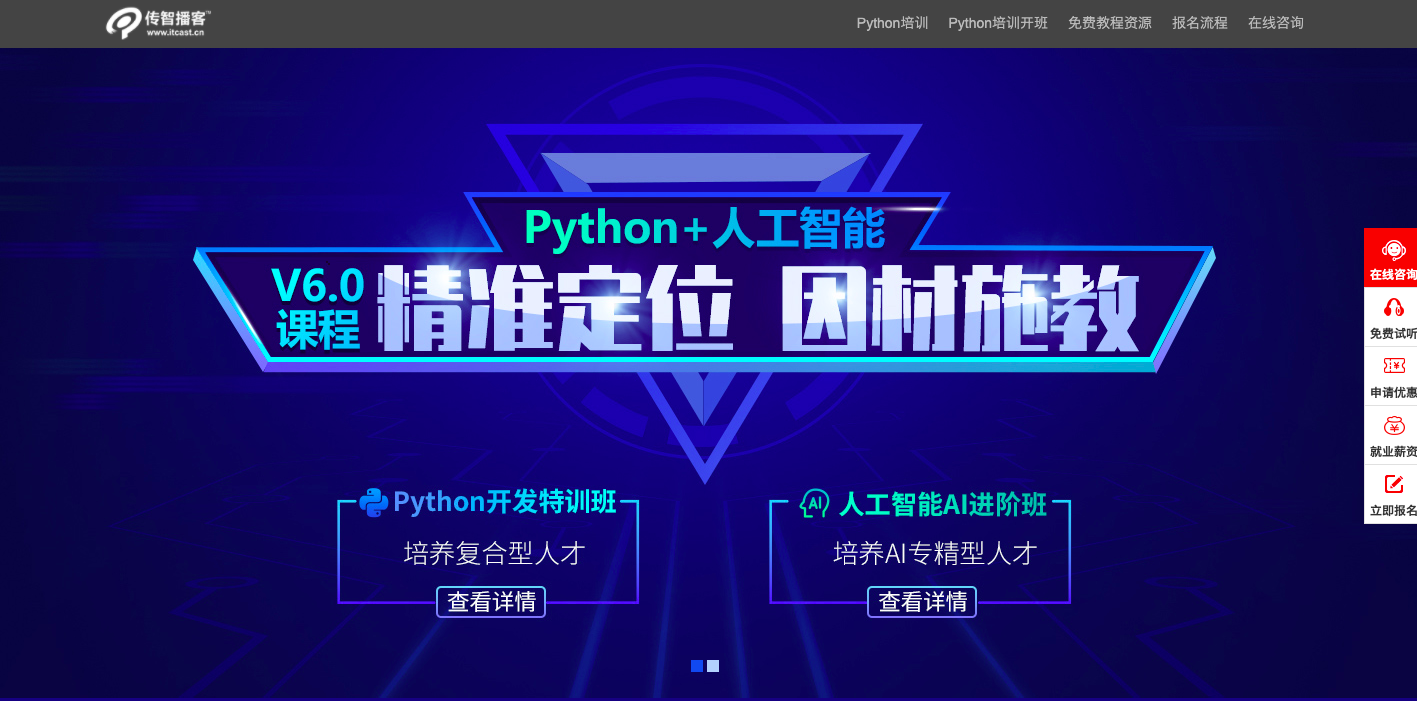 传智播客™
www.itcast.cn
Python培训 Python培训开班 免费教程资源 报名流程 在线咨询
Python+人工智能
V6.0
课程
精准定位 因材施教
在线咨询
免费试听
申请优惠
就业薪资
立即报名
Python开发特训班
培养复合型人才
查看详情
AI
人工智能AI进阶班
培养AI专精型人才
查看详情